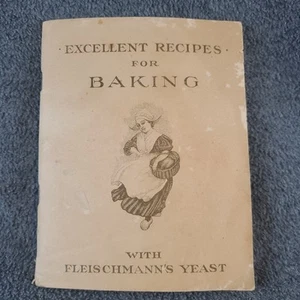 · EXCELLENT RECIPES ·
FOR
BAKING
WITH
FLEISCHMANN'S YEAST